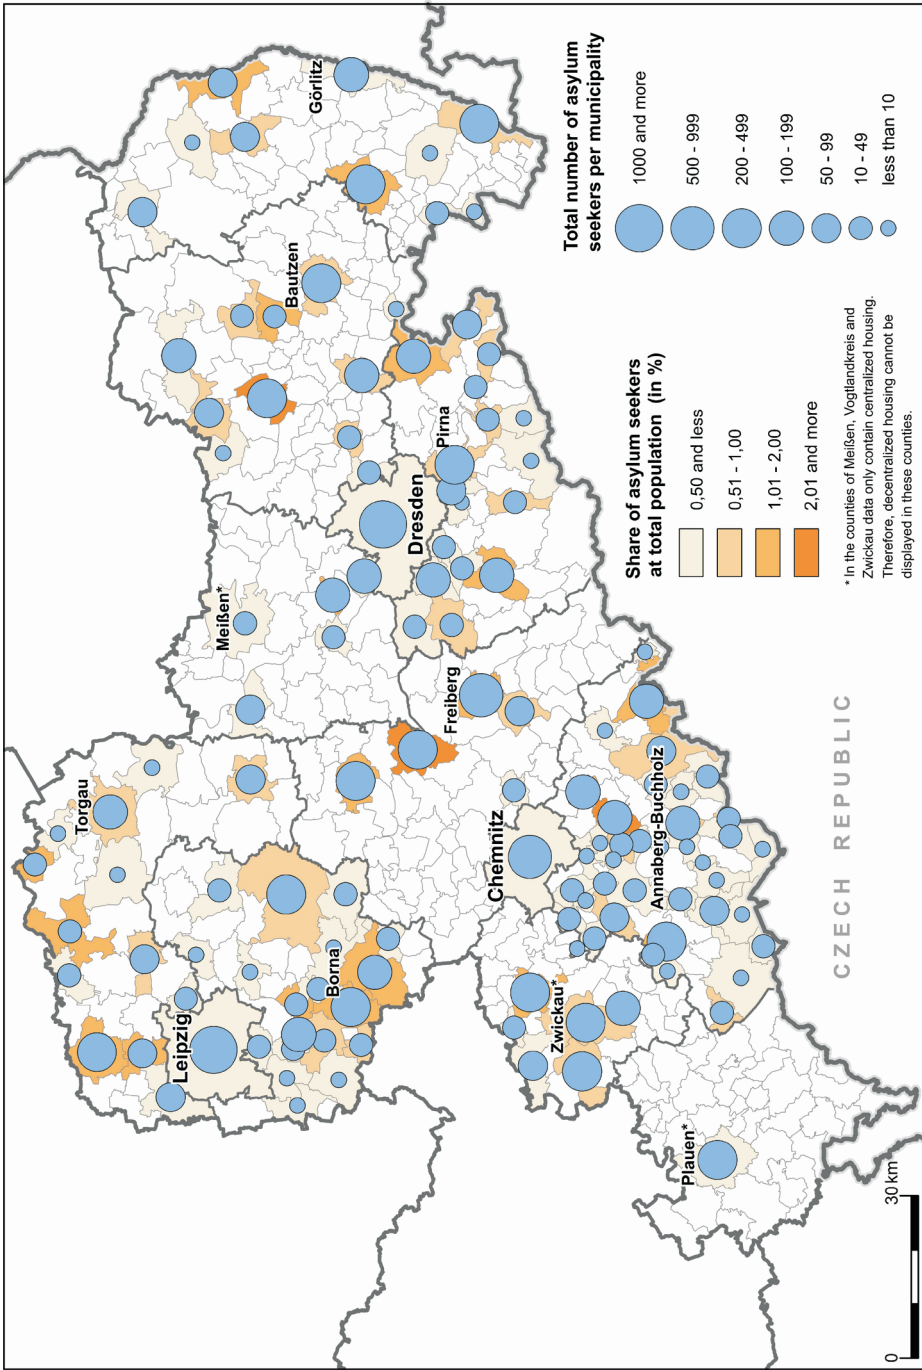 Torgau
Leipzig
Borna
Meißen*
Bautzen
Görlitz
Dresden
Pirna
Freiberg
Chemnitz
Zwickau*
Annaberg-Buchholz
Plauen*
CZECH REPUBLIC
0
30 km
Share of asylum seekers
at total population (in %)
0,50 and less
0,51 - 1,00
1,01 - 2,00
2,01 and more
* In the counties of Meißen, Vogtlandkreis and
Zwickau data only contain centralized housing.
Therefore, decentralized housing cannot be
displayed in these counties.
Total number of asylum
seekers per municipality
1000 and more
500 - 999
200 - 499
100 - 199
50 - 99
10 - 49
less than 10